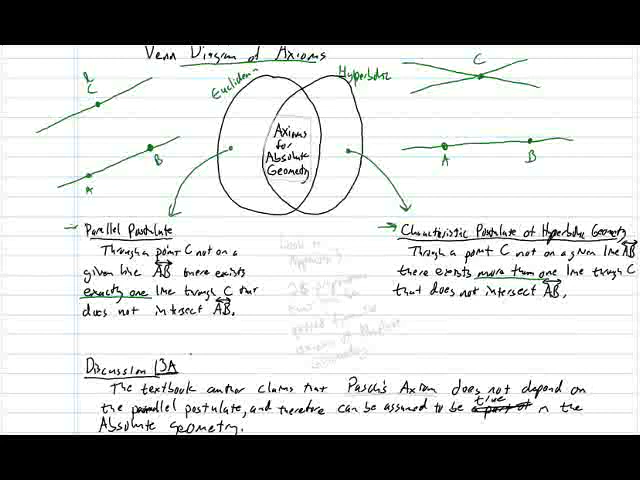 Venn Diagram of Axioms
Euclidean
Hyperbolic
C
C
B
A
A
B
Axioms
for
Absolute
Geometry
Parallel Postulate
Through a point C not on a
given line AB there exists
exactly one line through C that
does not intersect AB.
Characteristic Postulate of Hyperbolic Geometry
Through a point C not on a given line AB
there exists more than one line through C
that does not intersect AB.
Discussion 13A
The textbook author claims that Pasch's Axiom does not depend on
the parallel postulate, and therefore can be assumed to be true in the
Absolute geometry.